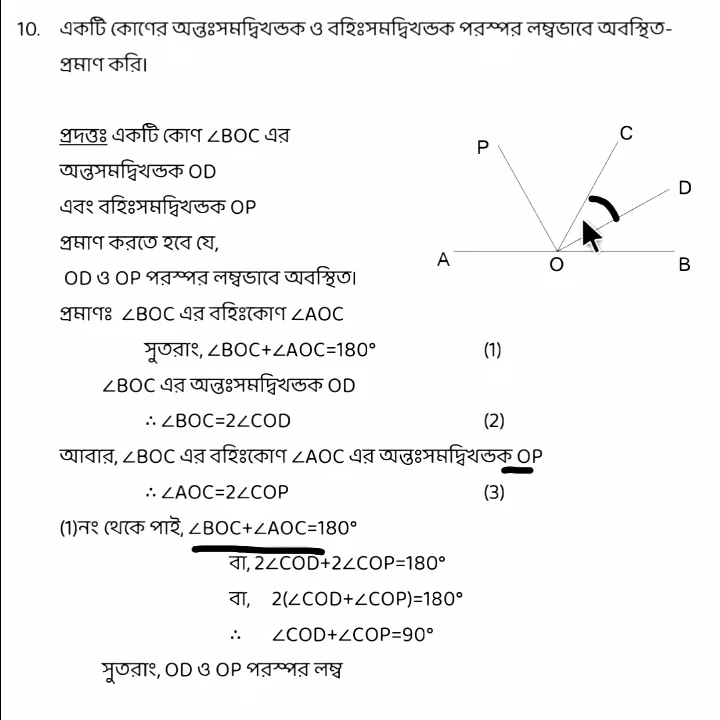 10. একটি কোণের অন্তঃসমদ্বিখন্ডক ও বহিঃসমদ্বিখন্ডক পরস্পর লম্বভাবে অবস্থিত-
প্রমাণ করি।
প্রদত্তঃ একটি কোণ ∠BOC এর
অন্তসমদ্বিখন্ডক OD
এবং বহিঃসমদ্বিখন্ডক OP
প্রমাণ করতে হবে যে,
OD ও OP পরস্পর লম্বভাবে অবস্থিত।
P
C
D
A
O
B
প্রমাণঃ ∠BOC এর বহিঃকোণ ∠AOC
সুতরাং, ∠BOC+∠AOC=180° (1)
∠BOC এর অন্তঃসমদ্বিখন্ডক OD
∴ ∠BOC=2∠COD (2)
আবার, ∠BOC এর বহিঃকোণ ∠AOC এর অন্তঃসমদ্বিখন্ডক OP
∴ ∠AOC=2∠COP (3)
(1)নং থেকে পাই, ∠BOC+∠AOC=180°
বা, 2∠COD+2∠COP=180°
বা, 2(∠COD+∠COP)=180°
∴ ∠COD+∠COP=90°
সুতরাং, OD ও OP পরস্পর লম্ব